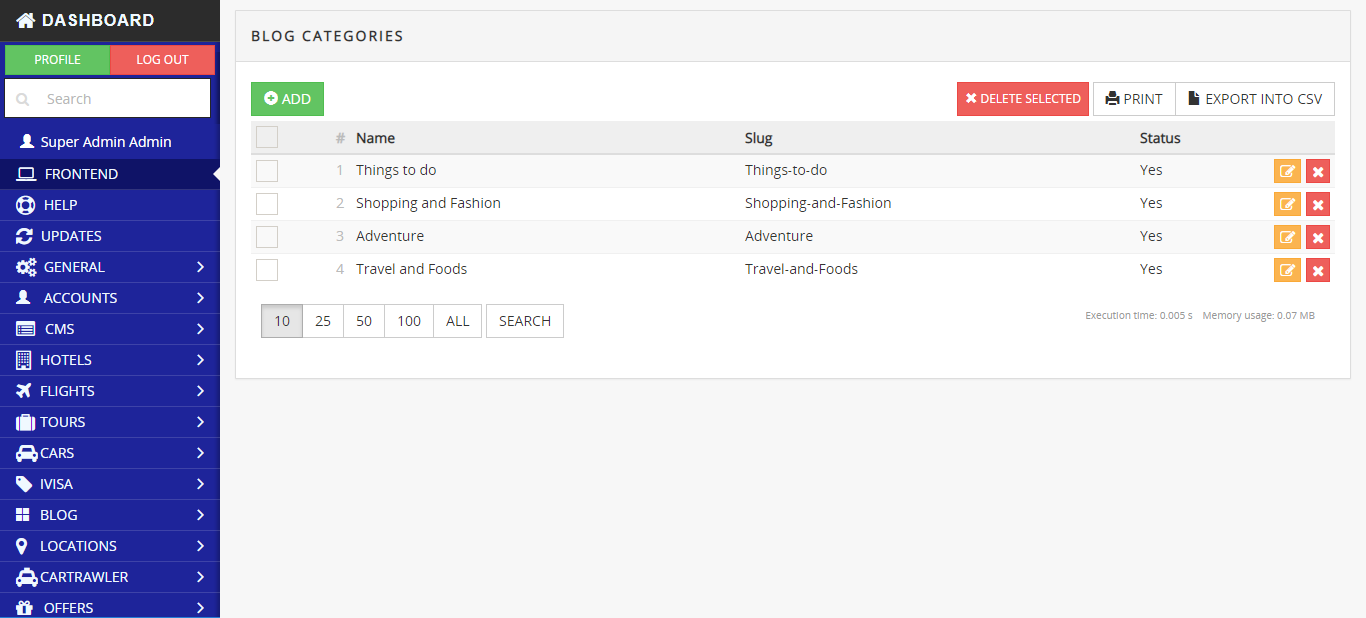 DASHBOARD
PROFILE LOG OUT
Search
Super Admin Admin
FRONTEND
HELP
UPDATES
GENERAL
ACCOUNTS
CMS
HOTELS
FLIGHTS
TOURS
CARS
IVISA
BLOG
LOCATIONS
CARTRAWLER
OFFERS
BLOG CATEGORIES
ADD DELETE SELECTED PRINT EXPORT INTO CSV
# Name Slug Status
1 Things to do Things-to-do Yes
2 Shopping and Fashion Shopping-and-Fashion Yes
3 Adventure Adventure Yes
4 Travel and Foods Travel-and-Foods Yes
10 25 50 100 ALL SEARCH Execution time: 0.005 s Memory usage: 0.07 MB